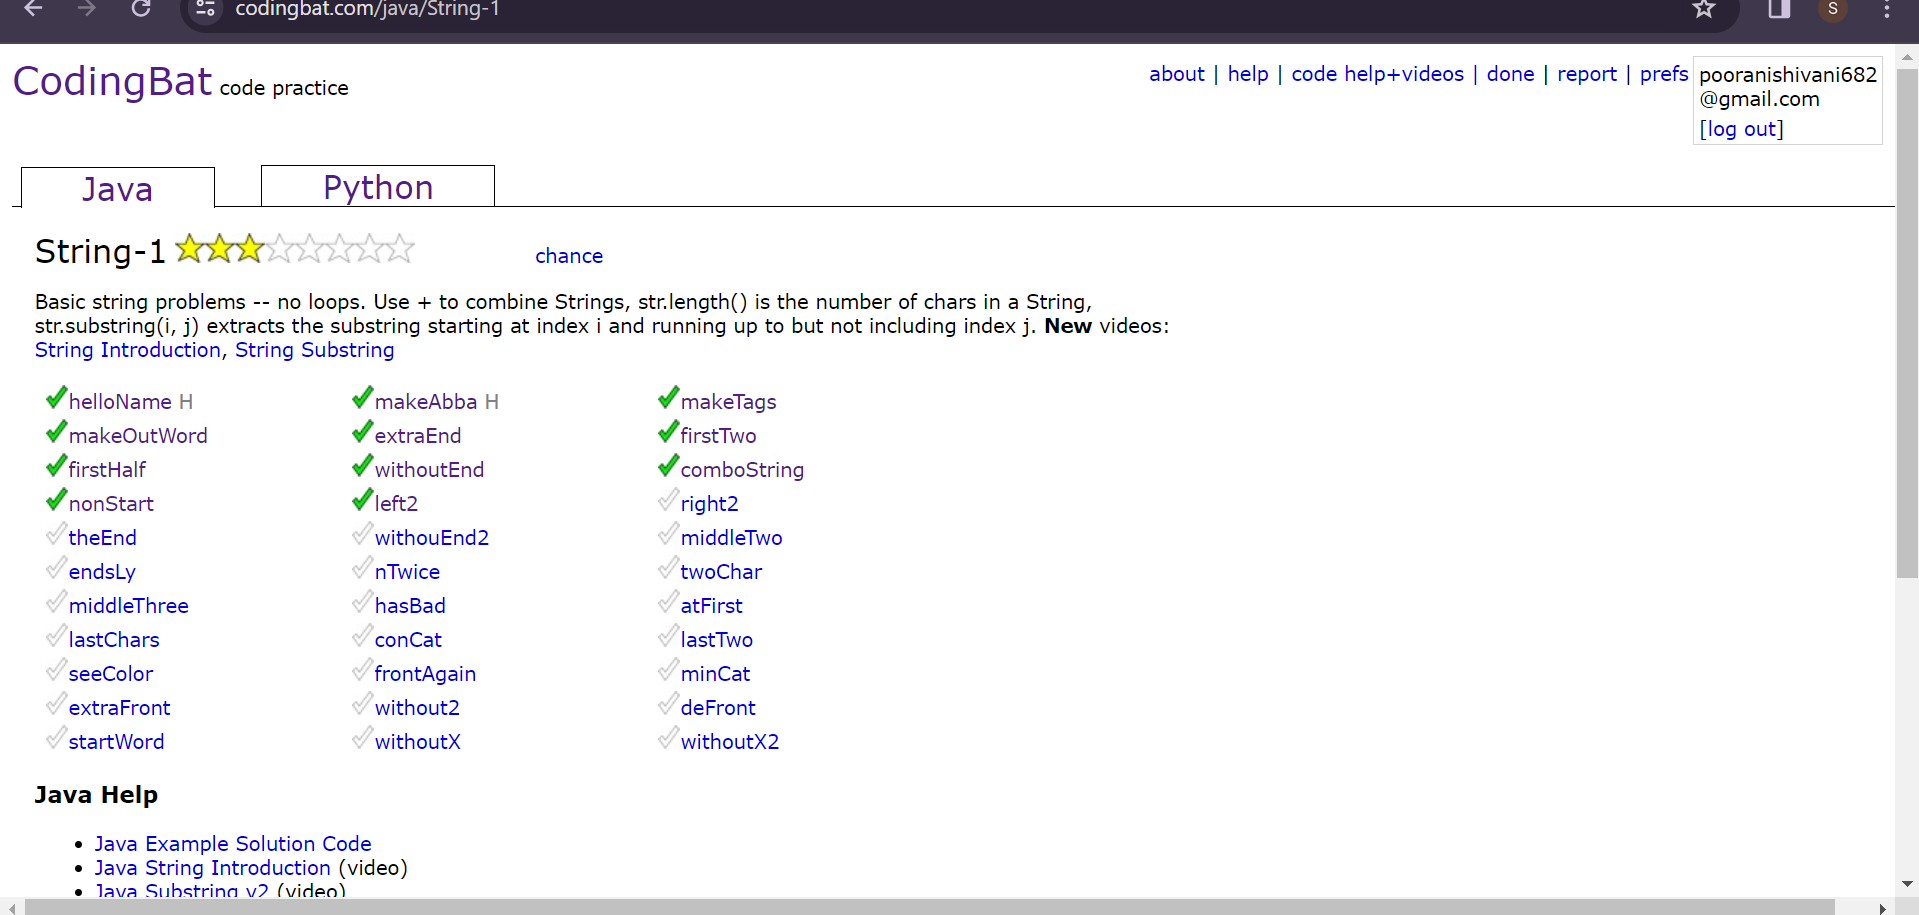 codingbat.com/java/String-1
S
CodingBat code practice
about | help | code help+videos | done | report | prefs
pooranishivani682
@gmail.com
[log out]
Java
Python
String-1
chance
Basic string problems -- no loops. Use + to combine Strings, str.length() is the number of chars in a String,
str.substring(i, j) extracts the substring starting at index i and running up to but not including index j. New videos:
String Introduction, String Substring
helloName H makeAbba H makeTags
makeOutWord extraEnd firstTwo
firstHalf withoutEnd comboString
nonStart left2 right2
theEnd withouEnd2 middleTwo
endsLy nTwice twoChar
middleThree hasBad atFirst
lastChars conCat lastTwo
seeColor frontAgain minCat
extraFront without2 deFront
startWord withoutX withoutX2
Java Help
• Java Example Solution Code
• Java String Introduction (video)
• Java Substring v2 (video)